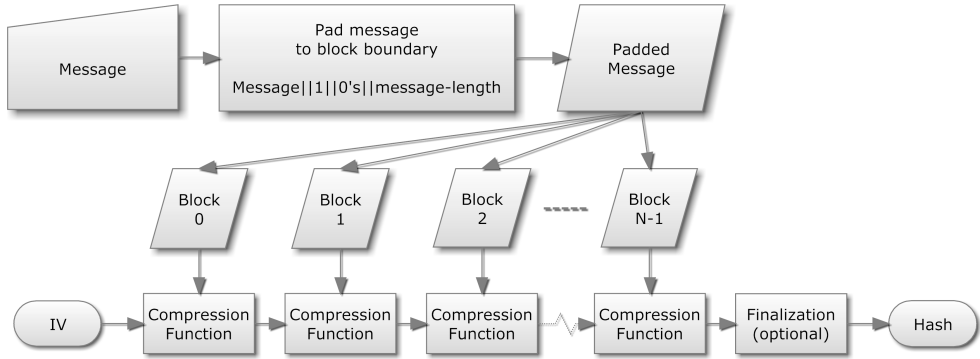 Message
Pad message
to block boundary
Message||1||0's||message-length
Padded
Message
Block
0
Block
1
Block
2
Block
N-1
IV
Compression
Function
Compression
Function
Compression
Function
Compression
Function
Finalization
(optional)
Hash